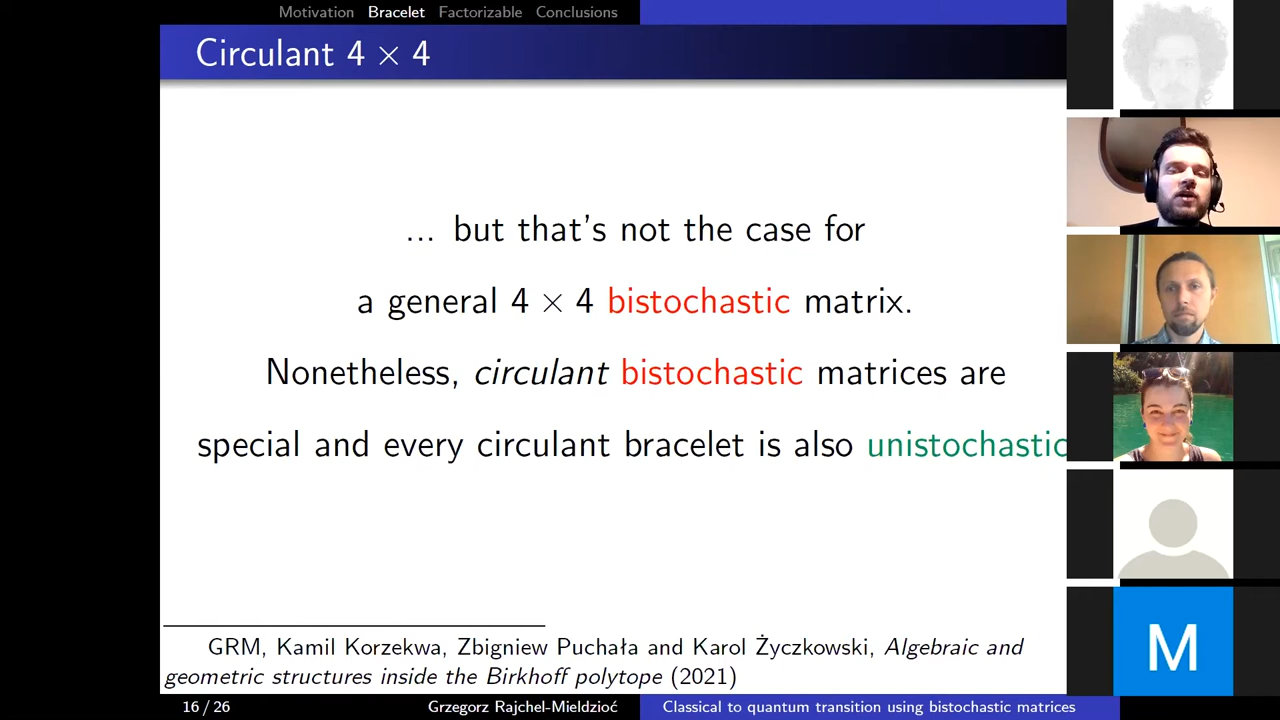 Motivation Bracelet Factorizable Conclusions
Circulant 4 × 4
... but that's not the case for
a general 4 × 4 bistochastic matrix.
Nonetheless, circulant bistochastic matrices are
special and every circulant bracelet is also unistochastic
GRM, Kamil Korzekwa, Zbigniew Puchała and Karol Życzkowski, Algebraic and
geometric structures inside the Birkhoff polytope (2021)
16 / 26 Grzegorz Rajchel-Mieldzioć Classical to quantum transition using bistochastic matrices
M